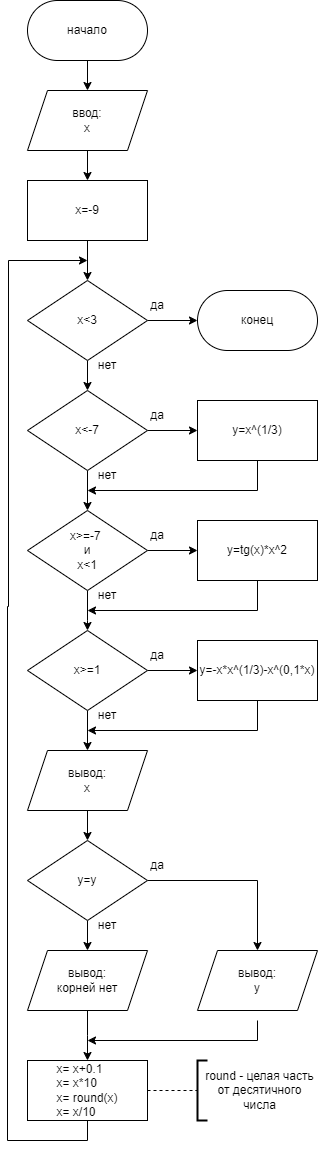 начало
ввод:
x
x=-9
x<3
да
конец
нет
x<-7
да
y=x^(1/3)
нет
x>=-7
и
x<1
да
y=tg(x)*x^2
нет
x>=1
да
y=-x*x^(1/3)-x^(0,1*x)
нет
вывод:
x
y=y
да
нет
вывод:
корней нет
вывод:
y
x= x+0.1
x= x*10
x= round(x)
x= x/10
round - целая часть
от десятичного
числа